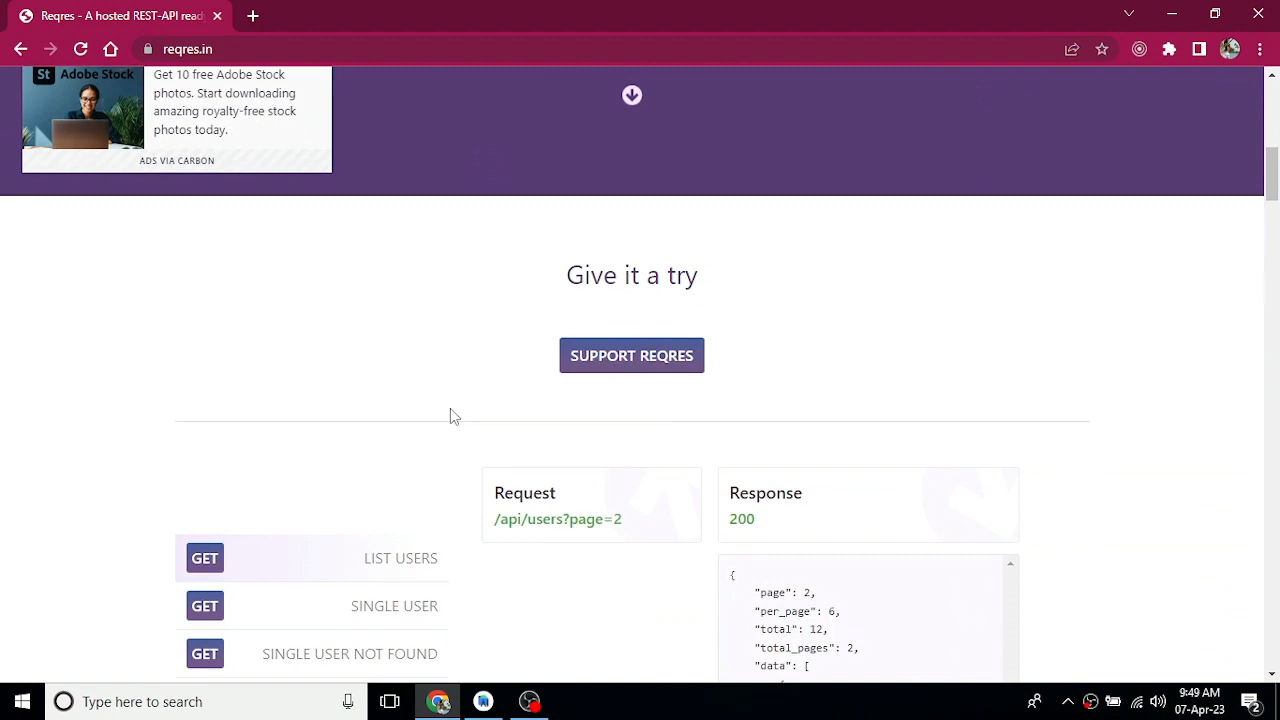 Reqres - A hosted REST-API read
reqres.in
St Adobe Stock
Get 10 free Adobe Stock
photos. Start downloading
amazing royalty-free stock
photos today.
ADS VIA CARBON
Give it a try
SUPPORT REQRES
Request
/api/users?page=2
Response
200
GET LIST USERS
GET SINGLE USER
GET SINGLE USER NOT FOUND
{
"page": 2,
"per_page": 6,
"total": 12,
"total_pages": 2,
"data": [
Type here to search
9:49 AM
07-Apr-23
2